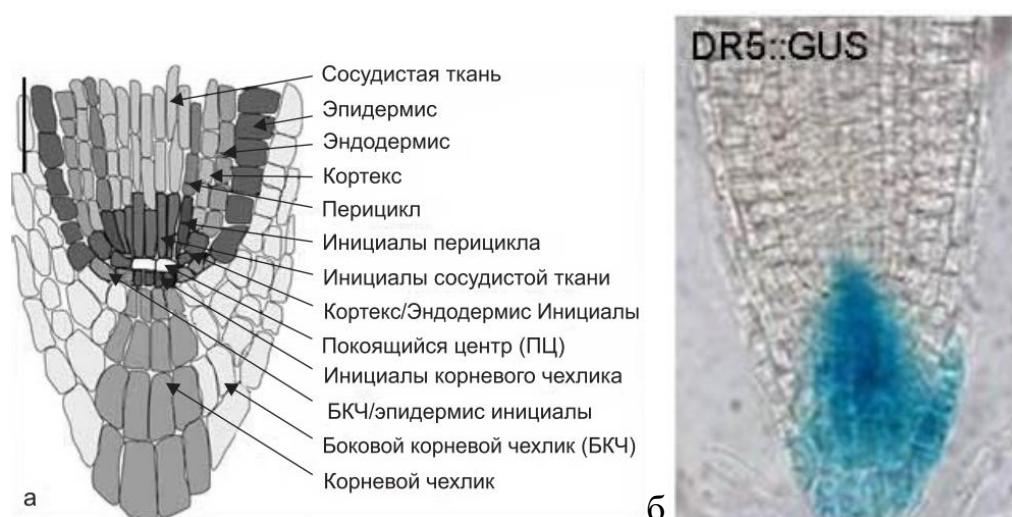 Сосудистая ткань
Эпидермис
Эндодермис
Кортекс
Перицикл
Инициалы перицикла
Инициалы сосудистой ткани
Кортекс/Эндодермис Инициалы
Покоящийся центр (ПЦ)
Инициалы корневого чехлика
БКЧ/эпидермис инициалы
Боковой корневой чехлик (БКЧ)
Корневой чехлик
а
DR5::GUS
б